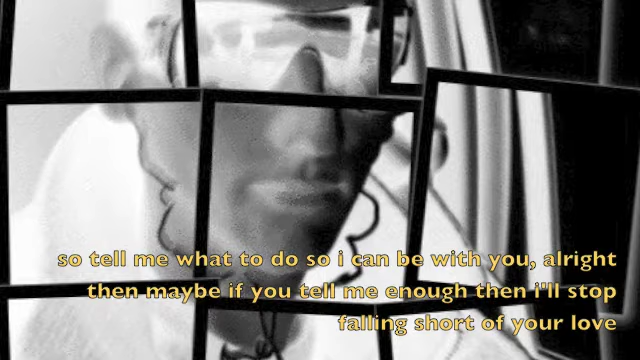 so tell me what to do so i can be with you, alright
then maybe if you tell me enough then i'll stop
falling short of your love